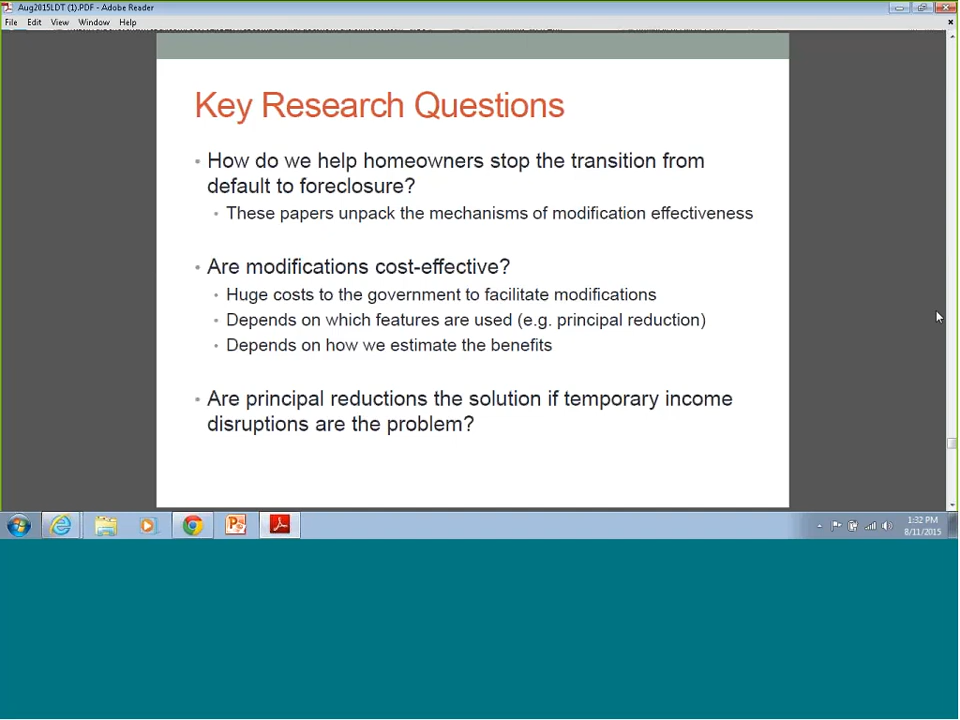 Aug2015LDT (1).PDF - Adobe Reader
File Edit View Window Help
Key Research Questions
• How do we help homeowners stop the transition from
default to foreclosure?
• These papers unpack the mechanisms of modification effectiveness
• Are modifications cost-effective?
• Huge costs to the government to facilitate modifications
• Depends on which features are used (e.g. principal reduction)
• Depends on how we estimate the benefits
• Are principal reductions the solution if temporary income
disruptions are the problem?
1:32 PM
8/11/2015